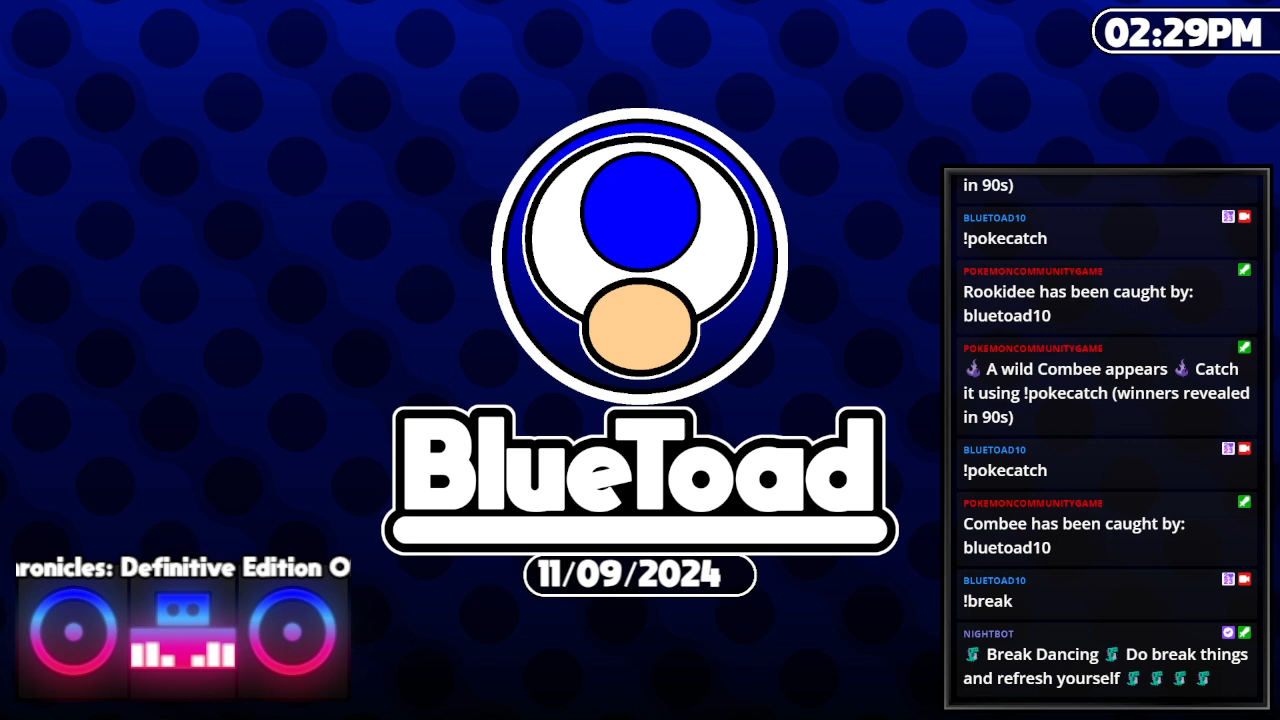 02:29PM
in 90s)
BLUETOAD10
!pokecatch
POKEMONCOMMUNITYGAME
Rookidee has been caught by:
bluetoad10
POKEMONCOMMUNITYGAME
A wild Combee appears Catch
it using !pokecatch (winners revealed
in 90s)
BLUETOAD10
!pokecatch
POKEMONCOMMUNITYGAME
Combee has been caught by:
bluetoad10
BLUETOAD10
!break
NIGHTBOT
Break Dancing Do break things
and refresh yourself
BlueToad
11/09/2024
ronicles: Definitive Edition O